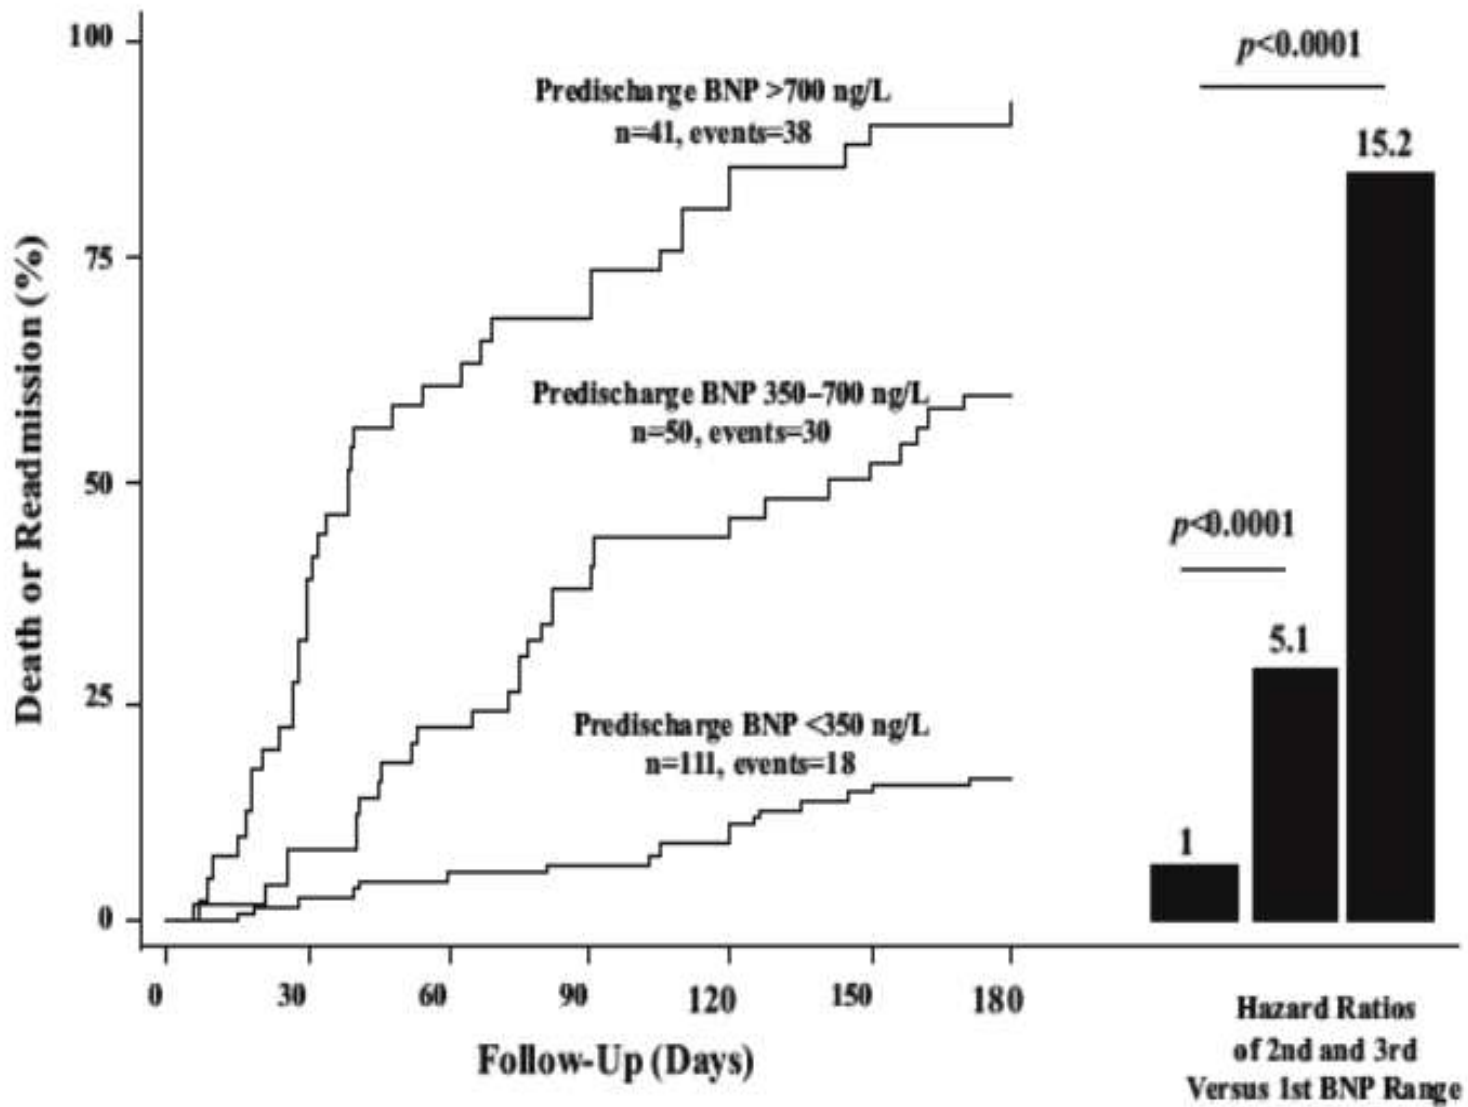 100
75
50
25
0
Death or Readmission (%)
Predischarge BNP >700 ng/L
n=41, events=38
Predischarge BNP 350–700 ng/L
n=50, events=30
Predischarge BNP <350 ng/L
n=111, events=18
0 30 60 90 120 150 180
Follow-Up (Days)
p<0.0001
15.2
p<0.0001
5.1
1
Hazard Ratios
of 2nd and 3rd
Versus 1st BNP Range